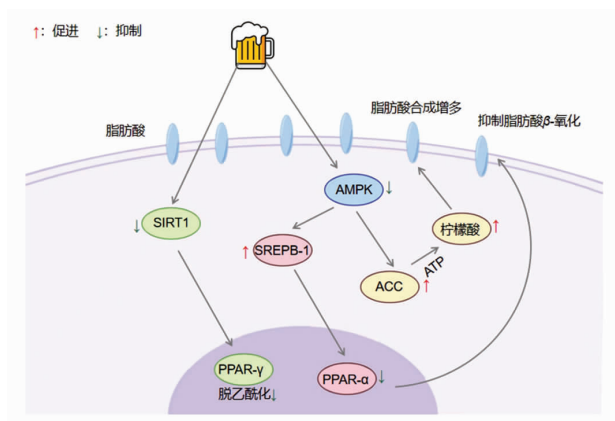 ↑: 促进 ↓: 抑制
脂肪酸合成增多
脂肪酸
抑制脂肪酸β-氧化
AMPK ↓
↓ SIRT1
柠檬酸 ↑
↑ SREPB-1
ATP
ACC ↑
PPAR-γ
脱乙酰化↓
PPAR-α ↓